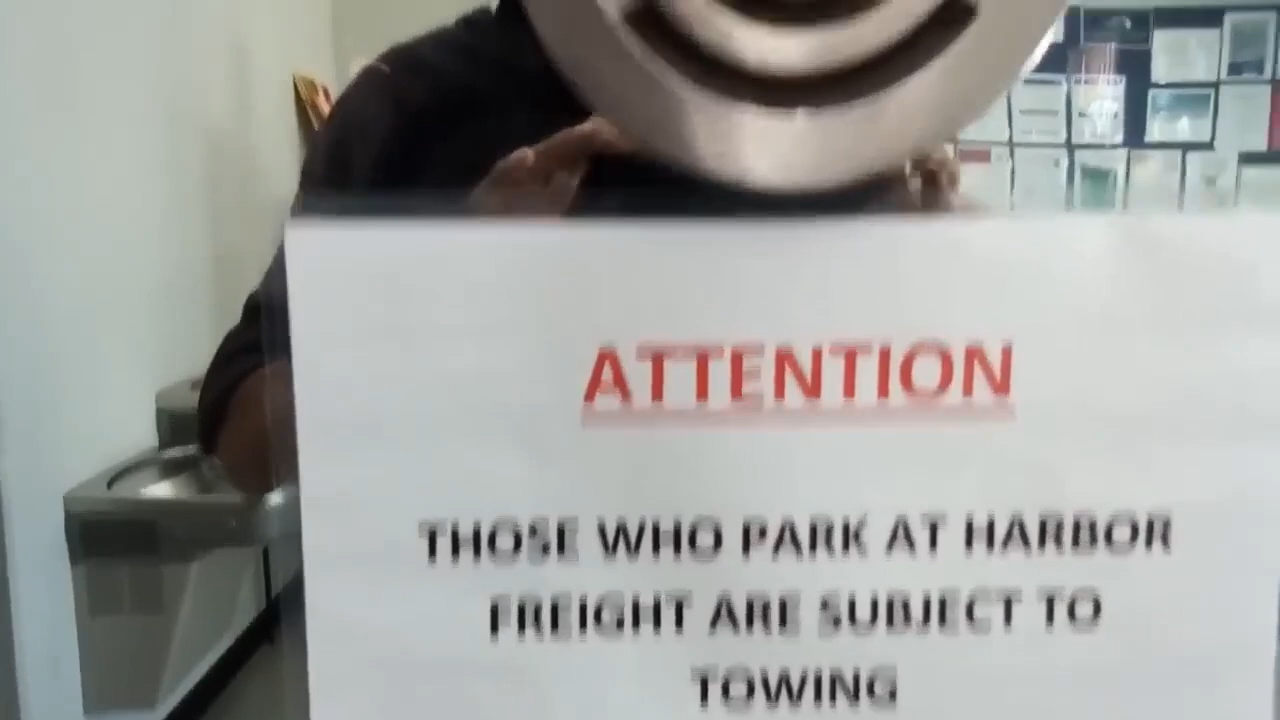 ATTENTION
THOSE WHO PARK AT HARBOR
FREIGHT ARE SUBJECT TO
TOWING